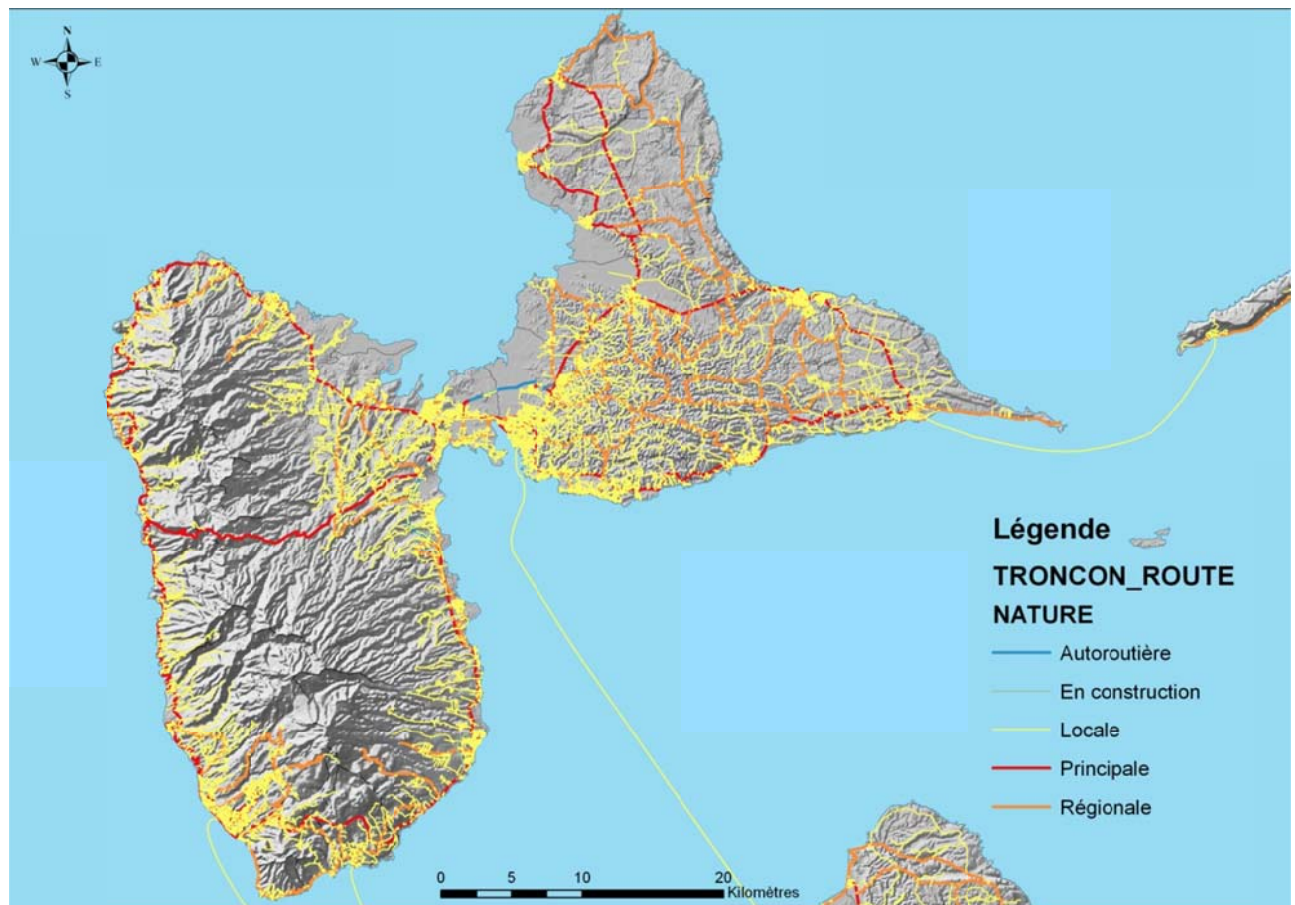 N
W E
S
Légende
TRONCON_ROUTE
NATURE
Autoroutière
En construction
Locale
Principale
Régionale
0 5 10 20
Kilomètres